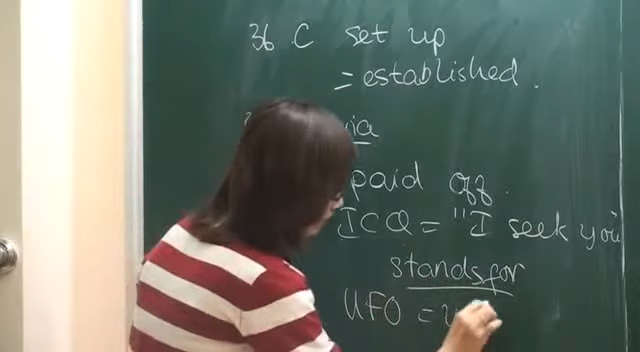 36 C set up
= established.
paid off.
ICQ = "I seek you
stands for
UFO =